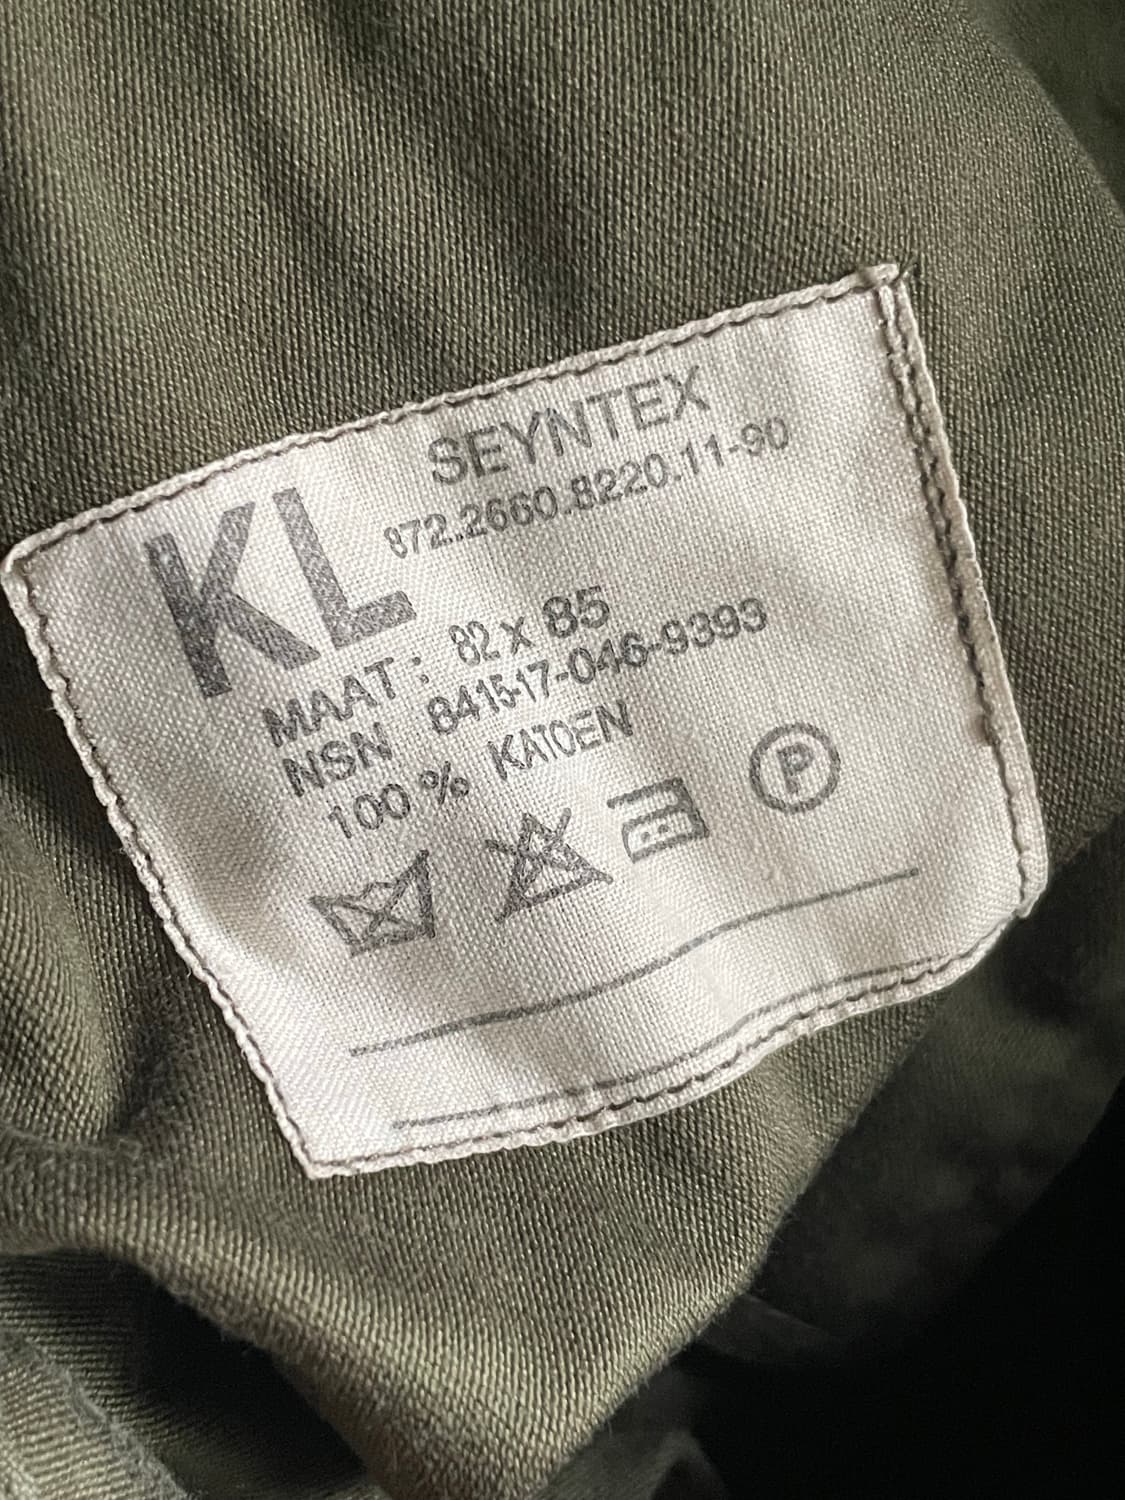 SEYNTEX
KL 872.2660.8220.11-90
MAAT: 82 x 85
NSN 8415-17-046-9393
100 % KATOEN
P